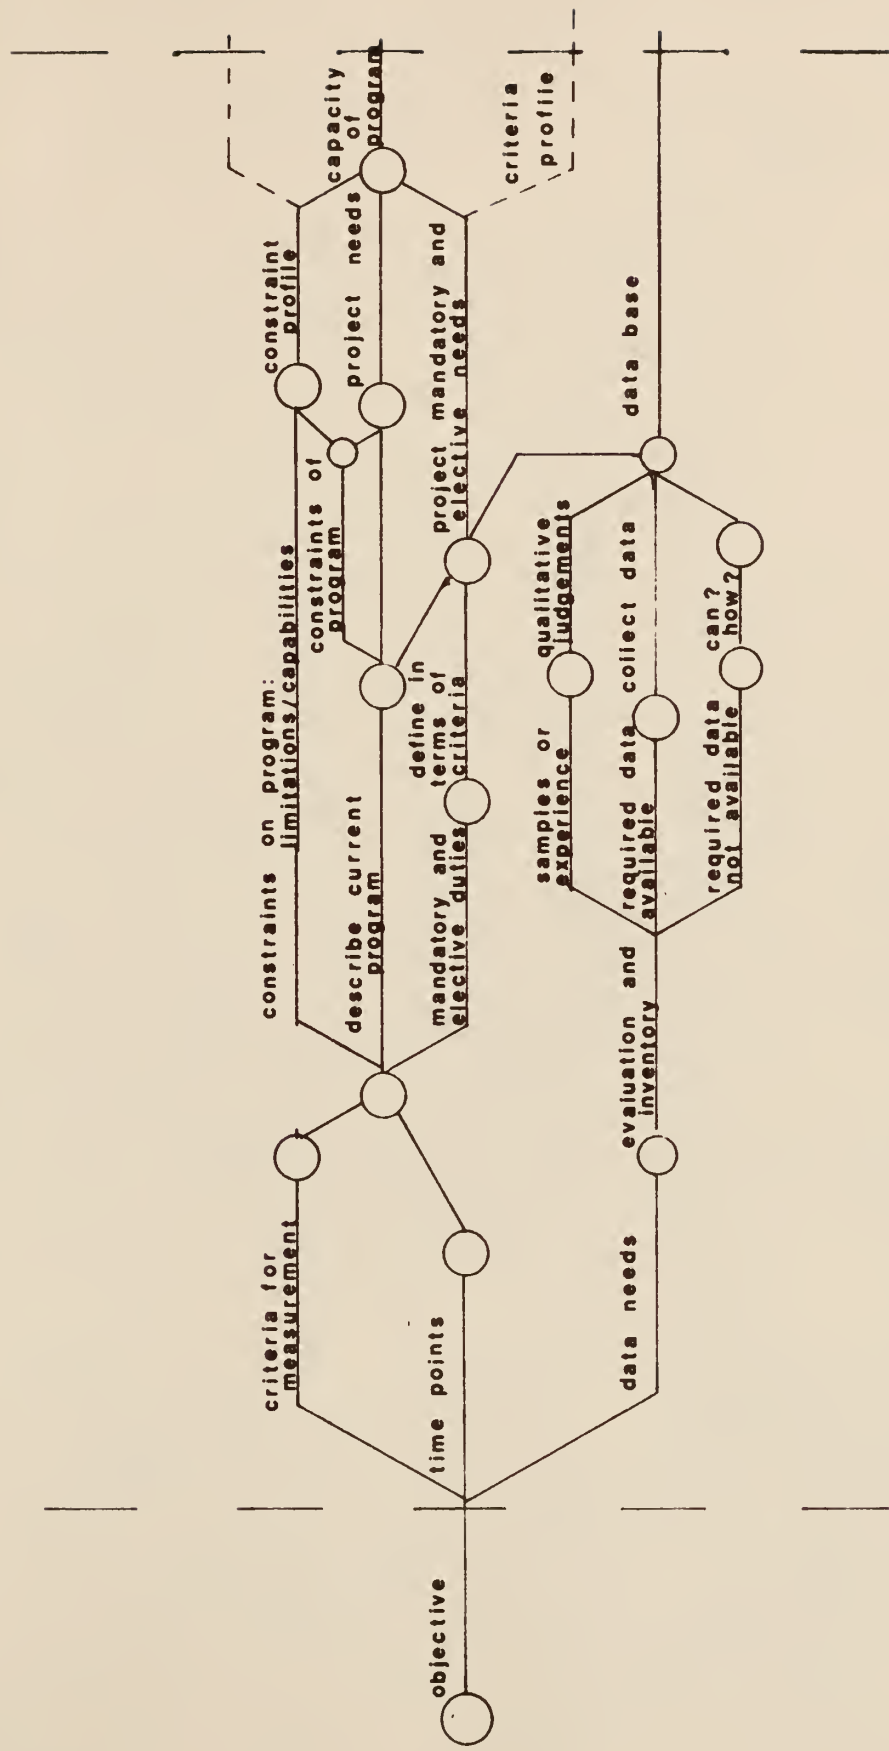 objective
criteria for
measurement
time points
data needs
constraints on program:
limitations/capabilities
describe current
program
mandatory and
elective duties
define in
terms of
criteria
constraints of
program
constraint
profile
project needs
project mandatory and
elective needs
capacity
of
program
criteria
profile
evaluation and
inventory
samples or
experience
qualitative
judgements
required data
available
collect data
required data
not available
can?
how?
data base